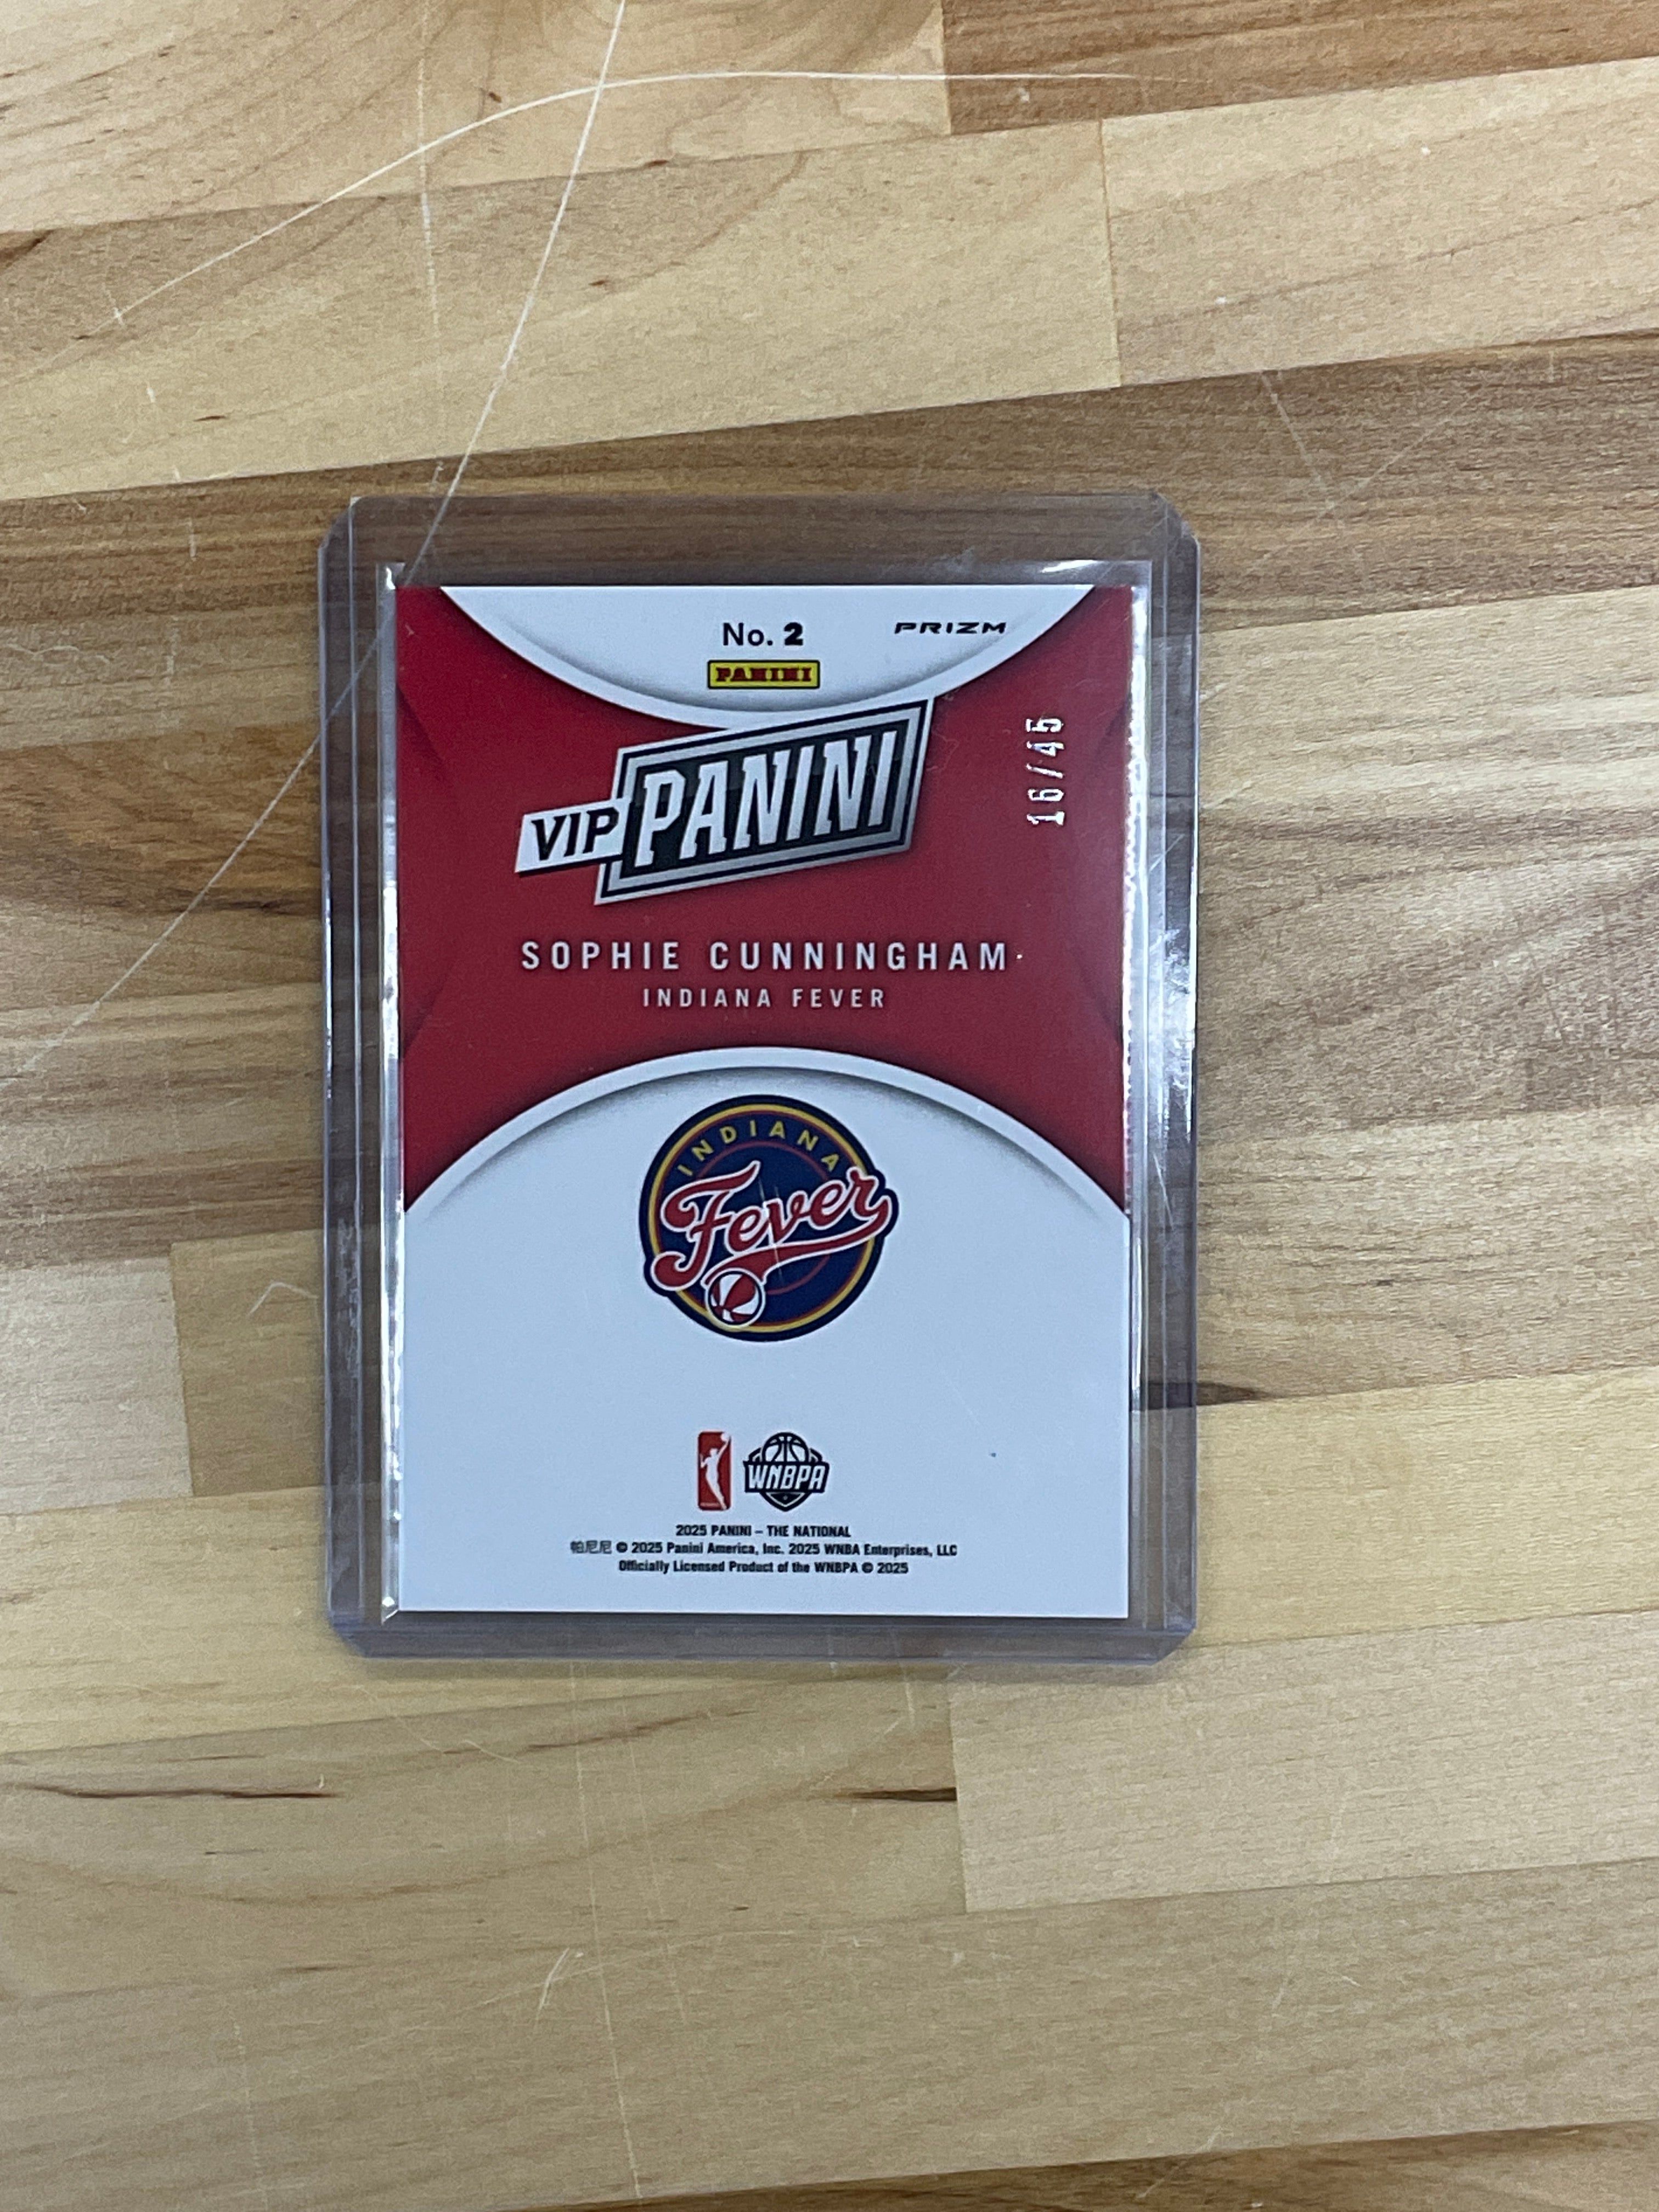 No. 2
PRIZM
PANINI
16/45
VIP PANINI
SOPHIE CUNNINGHAM
INDIANA FEVER
INDIANA
Fever
WNBPA
2025 PANINI – THE NATIONAL
帕尼尼 © 2025 Panini America, Inc. 2025 WNBA Enterprises, LLC
Officially Licensed Product of the WNBPA © 2025